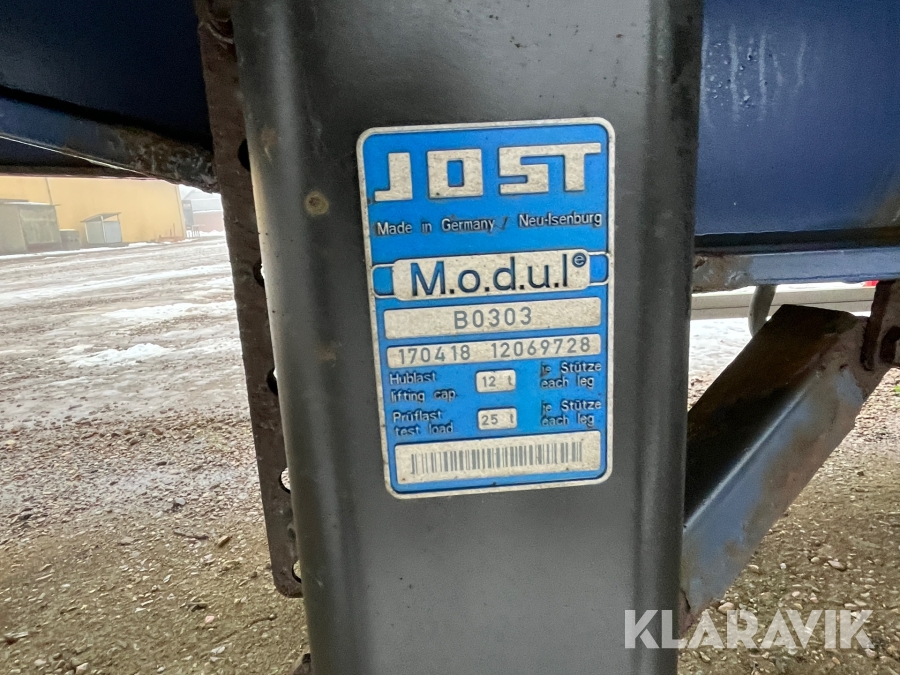 JOST
Made in Germany / Neu-Isenburg
M.o.d.u.l e
B0303
170418 12069728
Hublast 12 t je Stütze
lifting cap. each leg
Prüflast 25 t je Stütze
test load each leg
KLARAVIK